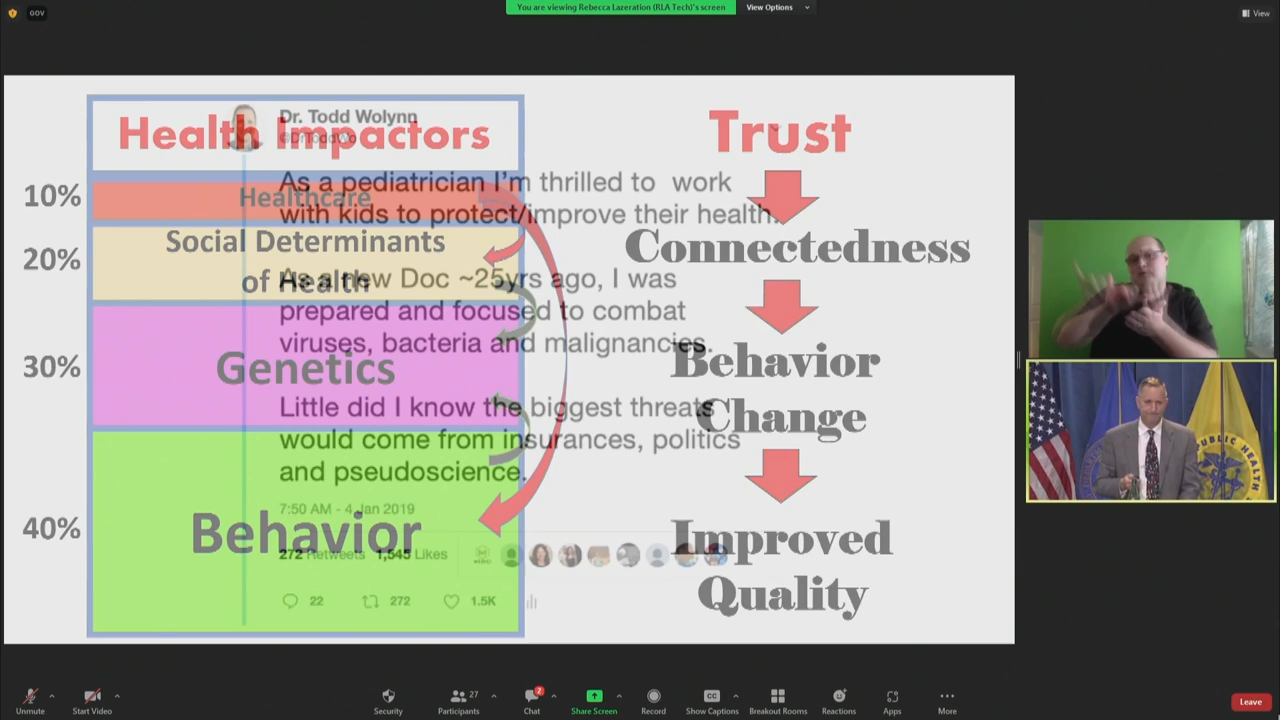 GOV
You are viewing Rebecca Lazeration (RLA Tech)'s screen
View Options
View
Health Impactors
10%
Healthcare
20%
Social Determinants
of Health
30%
Genetics
40%
Behavior
Dr. Todd Wolynn
As a pediatrician I'm thrilled to work
with kids to protect/improve their health.
As a new Doc ~25yrs ago, I was
prepared and focused to combat
viruses, bacteria and malignancies.
Little did I know the biggest threats
would come from insurances, politics
and pseudoscience.
7:50 AM - 4 Jan 2019
272 Retweets 1,545 Likes
22 272 1.5K
Trust
Connectedness
Behavior
Change
Improved
Quality
PUBLIC HEALTH
Unmute
Start Video
Security
Participants 27
Chat 2
Share Screen
Record
CC
Show Captions
Breakout Rooms
Reactions
Apps
More
Leave